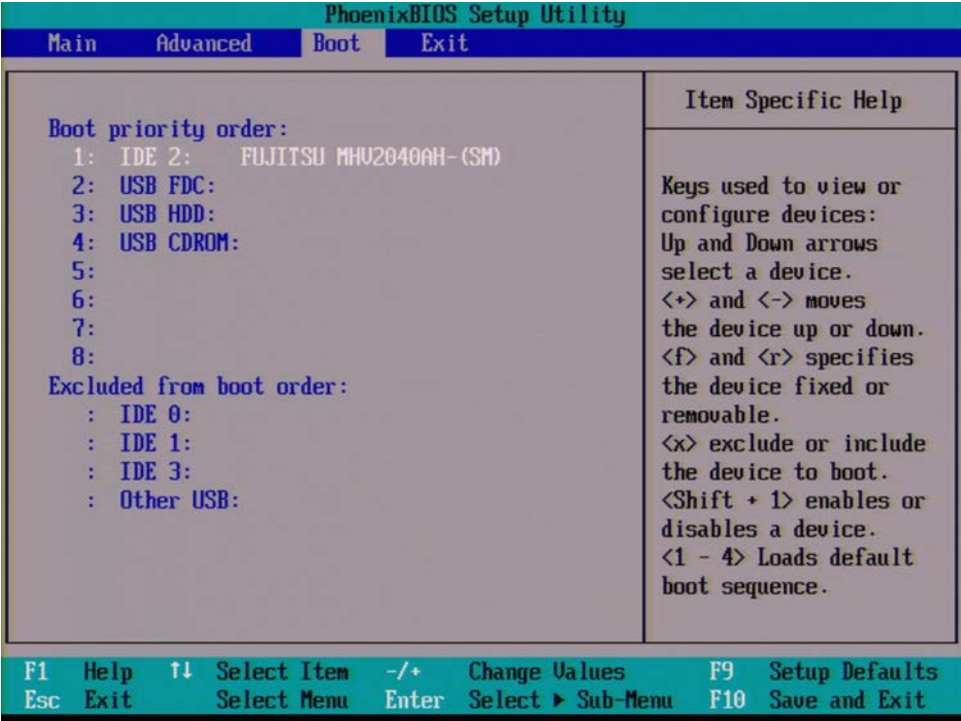 PhoenixBIOS Setup Utility
Main Advanced Boot Exit
Boot priority order:
1: IDE 2: FUJITSU MHV2040AH-(SM)
2: USB FDC:
3: USB HDD:
4: USB CDROM:
5:
6:
7:
8:
Excluded from boot order:
: IDE 0:
: IDE 1:
: IDE 3:
: Other USB:
Item Specific Help
Keys used to view or
configure devices:
Up and Down arrows
select a device.
<+> and <-> moves
the device up or down.
<f> and <r> specifies
the device fixed or
removable.
<x> exclude or include
the device to boot.
<Shift + 1> enables or
disables a device.
<1 - 4> Loads default
boot sequence.
F1 Help ↑↓ Select Item -/+ Change Values F9 Setup Defaults
Esc Exit Select Menu Enter Select ▶ Sub-Menu F10 Save and Exit